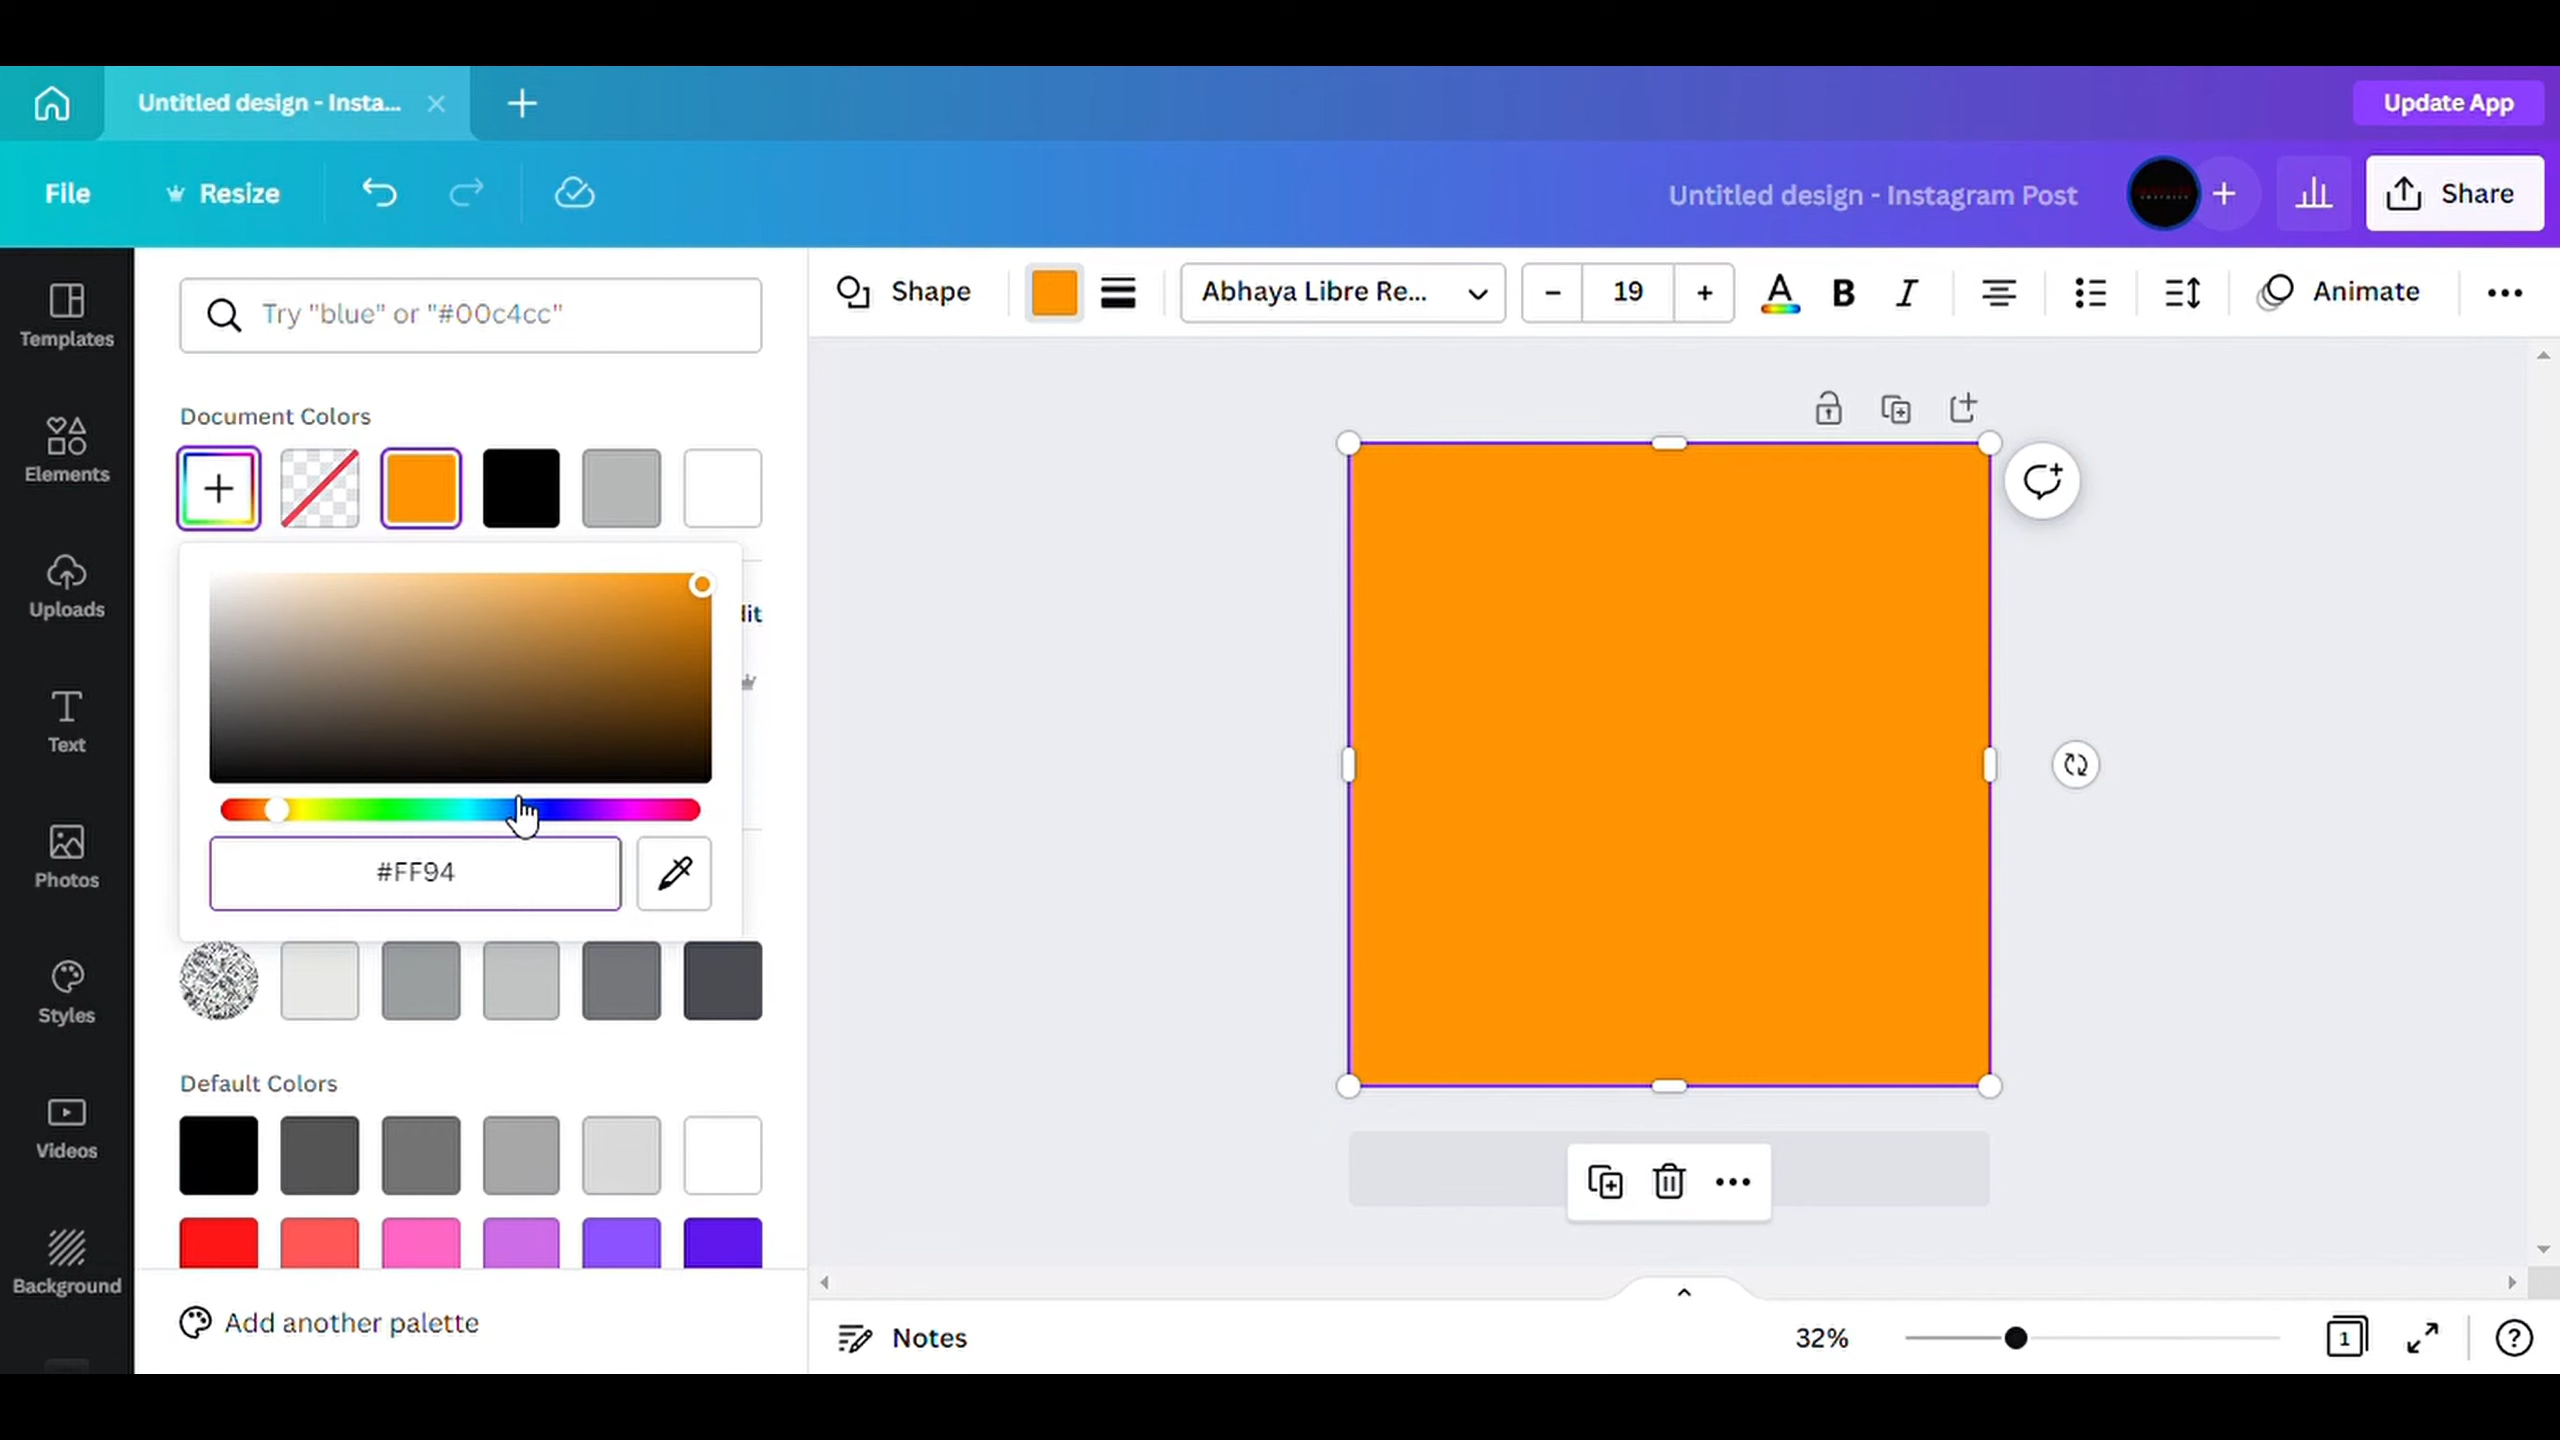 Untitled design - Insta...
Update App
File
Resize
Untitled design - Instagram Post
Share
Templates
Elements
Uploads
Text
Photos
Styles
Videos
Background
Try "blue" or "#00c4cc"
Document Colors
dit
#FF94
Default Colors
Add another palette
Shape
Abhaya Libre Re...
19
A
B
I
Animate
Notes
32%
1